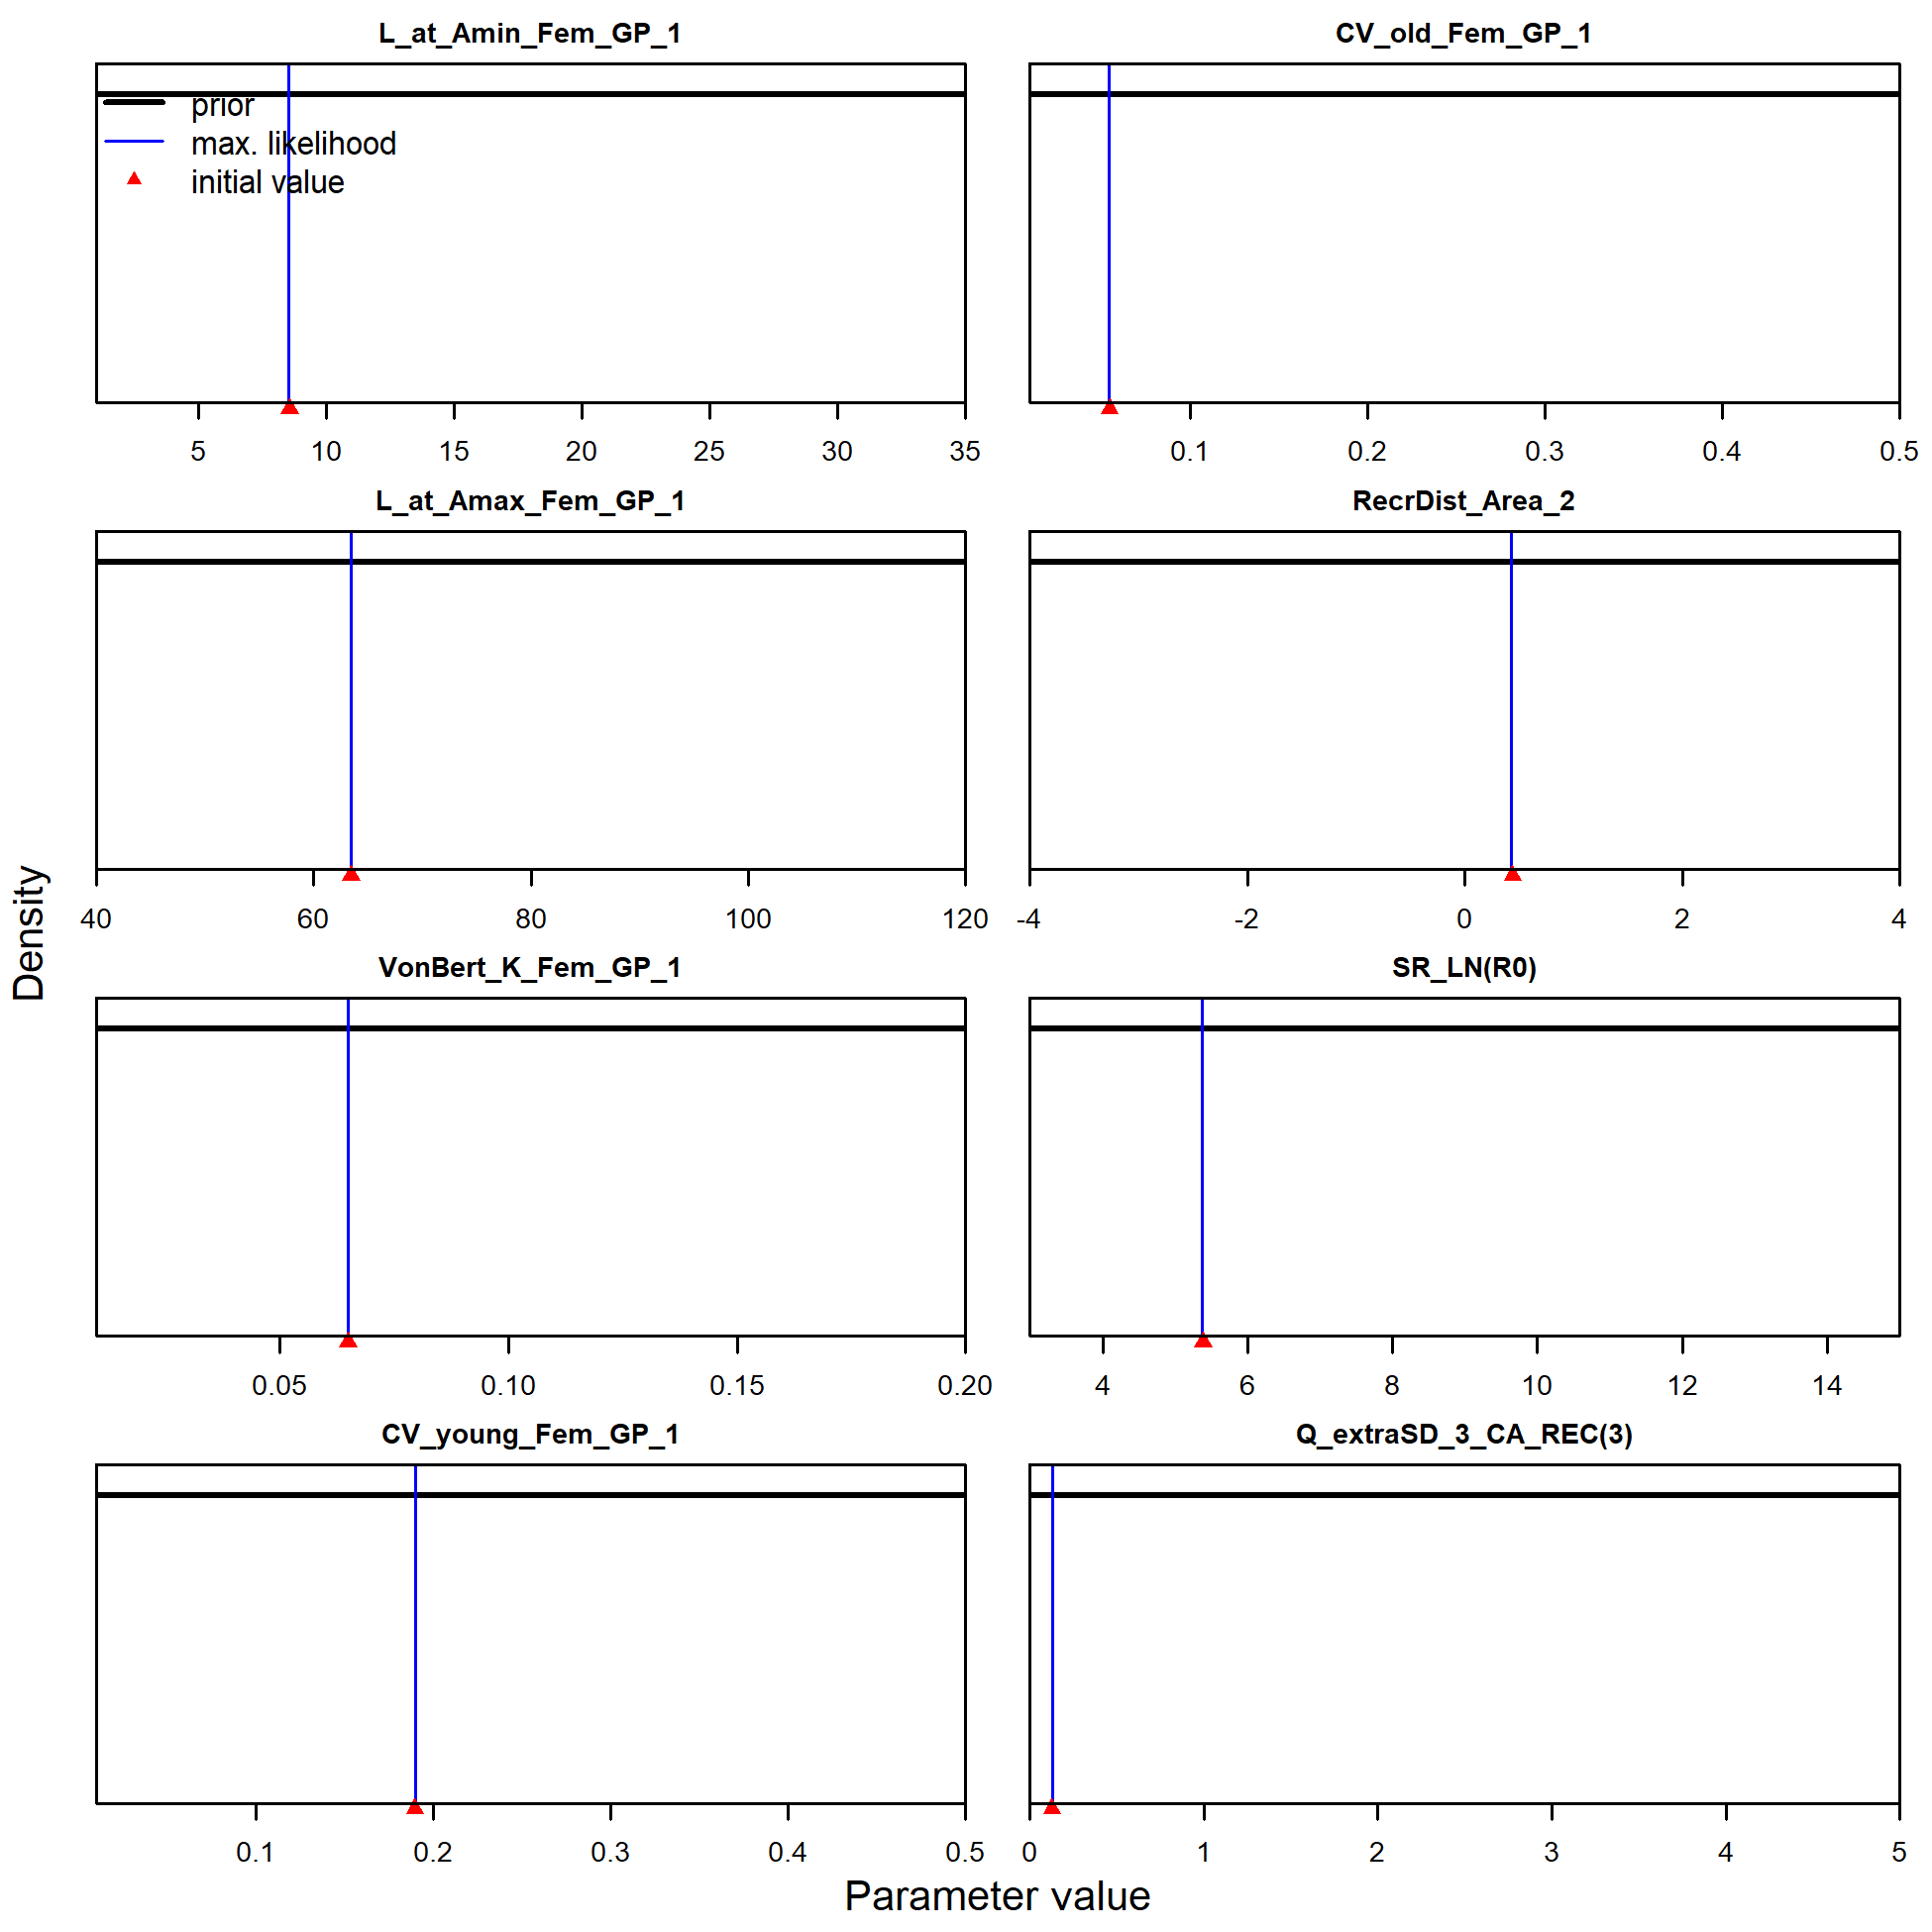 L_at_Amin_Fem_GP_1
prior
max. likelihood
initial value
5 10 15 20 25 30 35
CV_old_Fem_GP_1
0.1 0.2 0.3 0.4 0.5
L_at_Amax_Fem_GP_1
40 60 80 100 120
RecrDist_Area_2
-4 -2 0 2 4
VonBert_K_Fem_GP_1
0.05 0.10 0.15 0.20
SR_LN(R0)
4 6 8 10 12 14
CV_young_Fem_GP_1
0.1 0.2 0.3 0.4 0.5
Q_extraSD_3_CA_REC(3)
0 1 2 3 4 5
Density
Parameter value